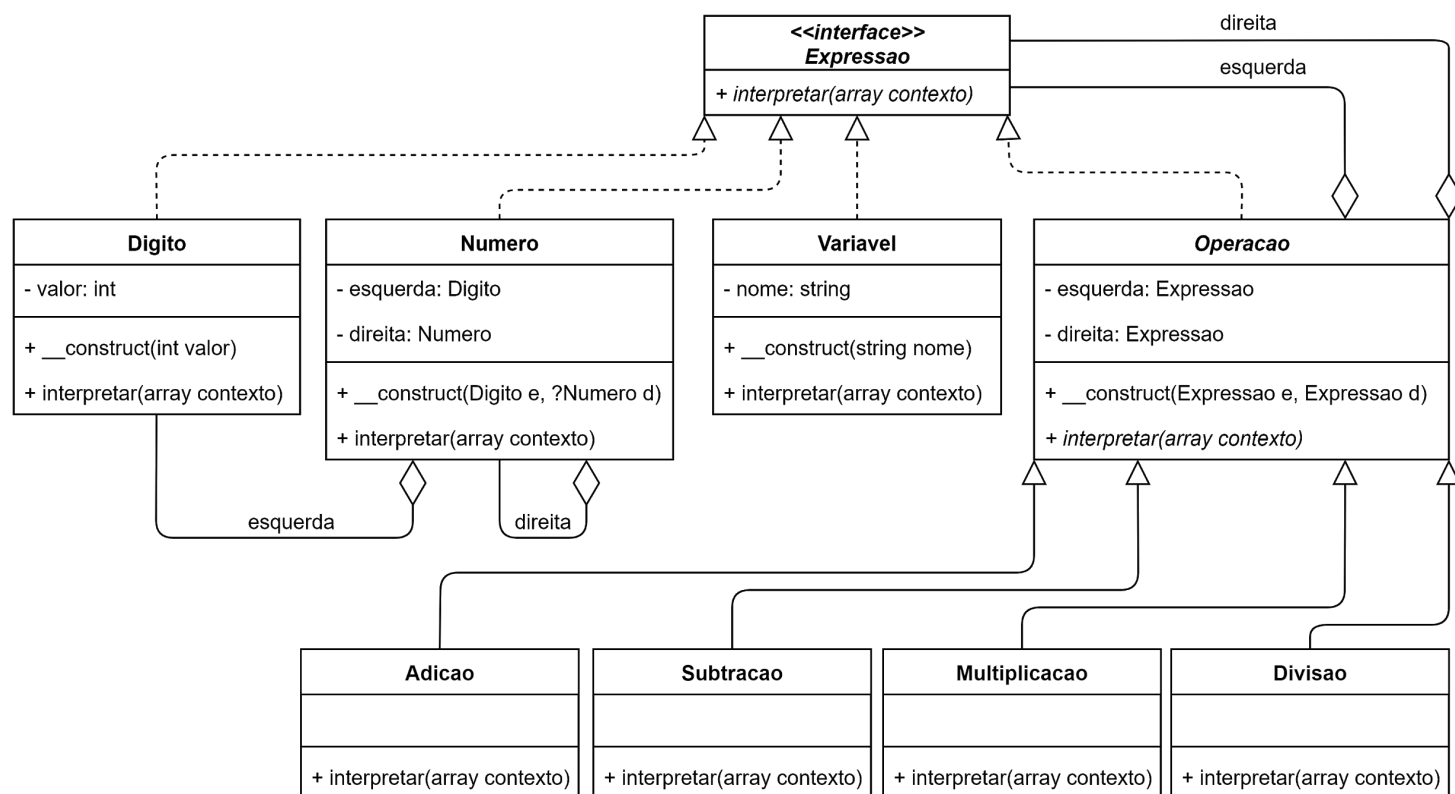 <<interface>>
Expressao
+ interpretar(array contexto)
direita
esquerda
Digito
- valor: int
+ __construct(int valor)
+ interpretar(array contexto)
Numero
- esquerda: Digito
- direita: Numero
+ __construct(Digito e, ?Numero d)
+ interpretar(array contexto)
Variavel
- nome: string
+ __construct(string nome)
+ interpretar(array contexto)
Operacao
- esquerda: Expressao
- direita: Expressao
+ __construct(Expressao e, Expressao d)
+ interpretar(array contexto)
esquerda
direita
Adicao
+ interpretar(array contexto)
Subtracao
+ interpretar(array contexto)
Multiplicacao
+ interpretar(array contexto)
Divisao
+ interpretar(array contexto)